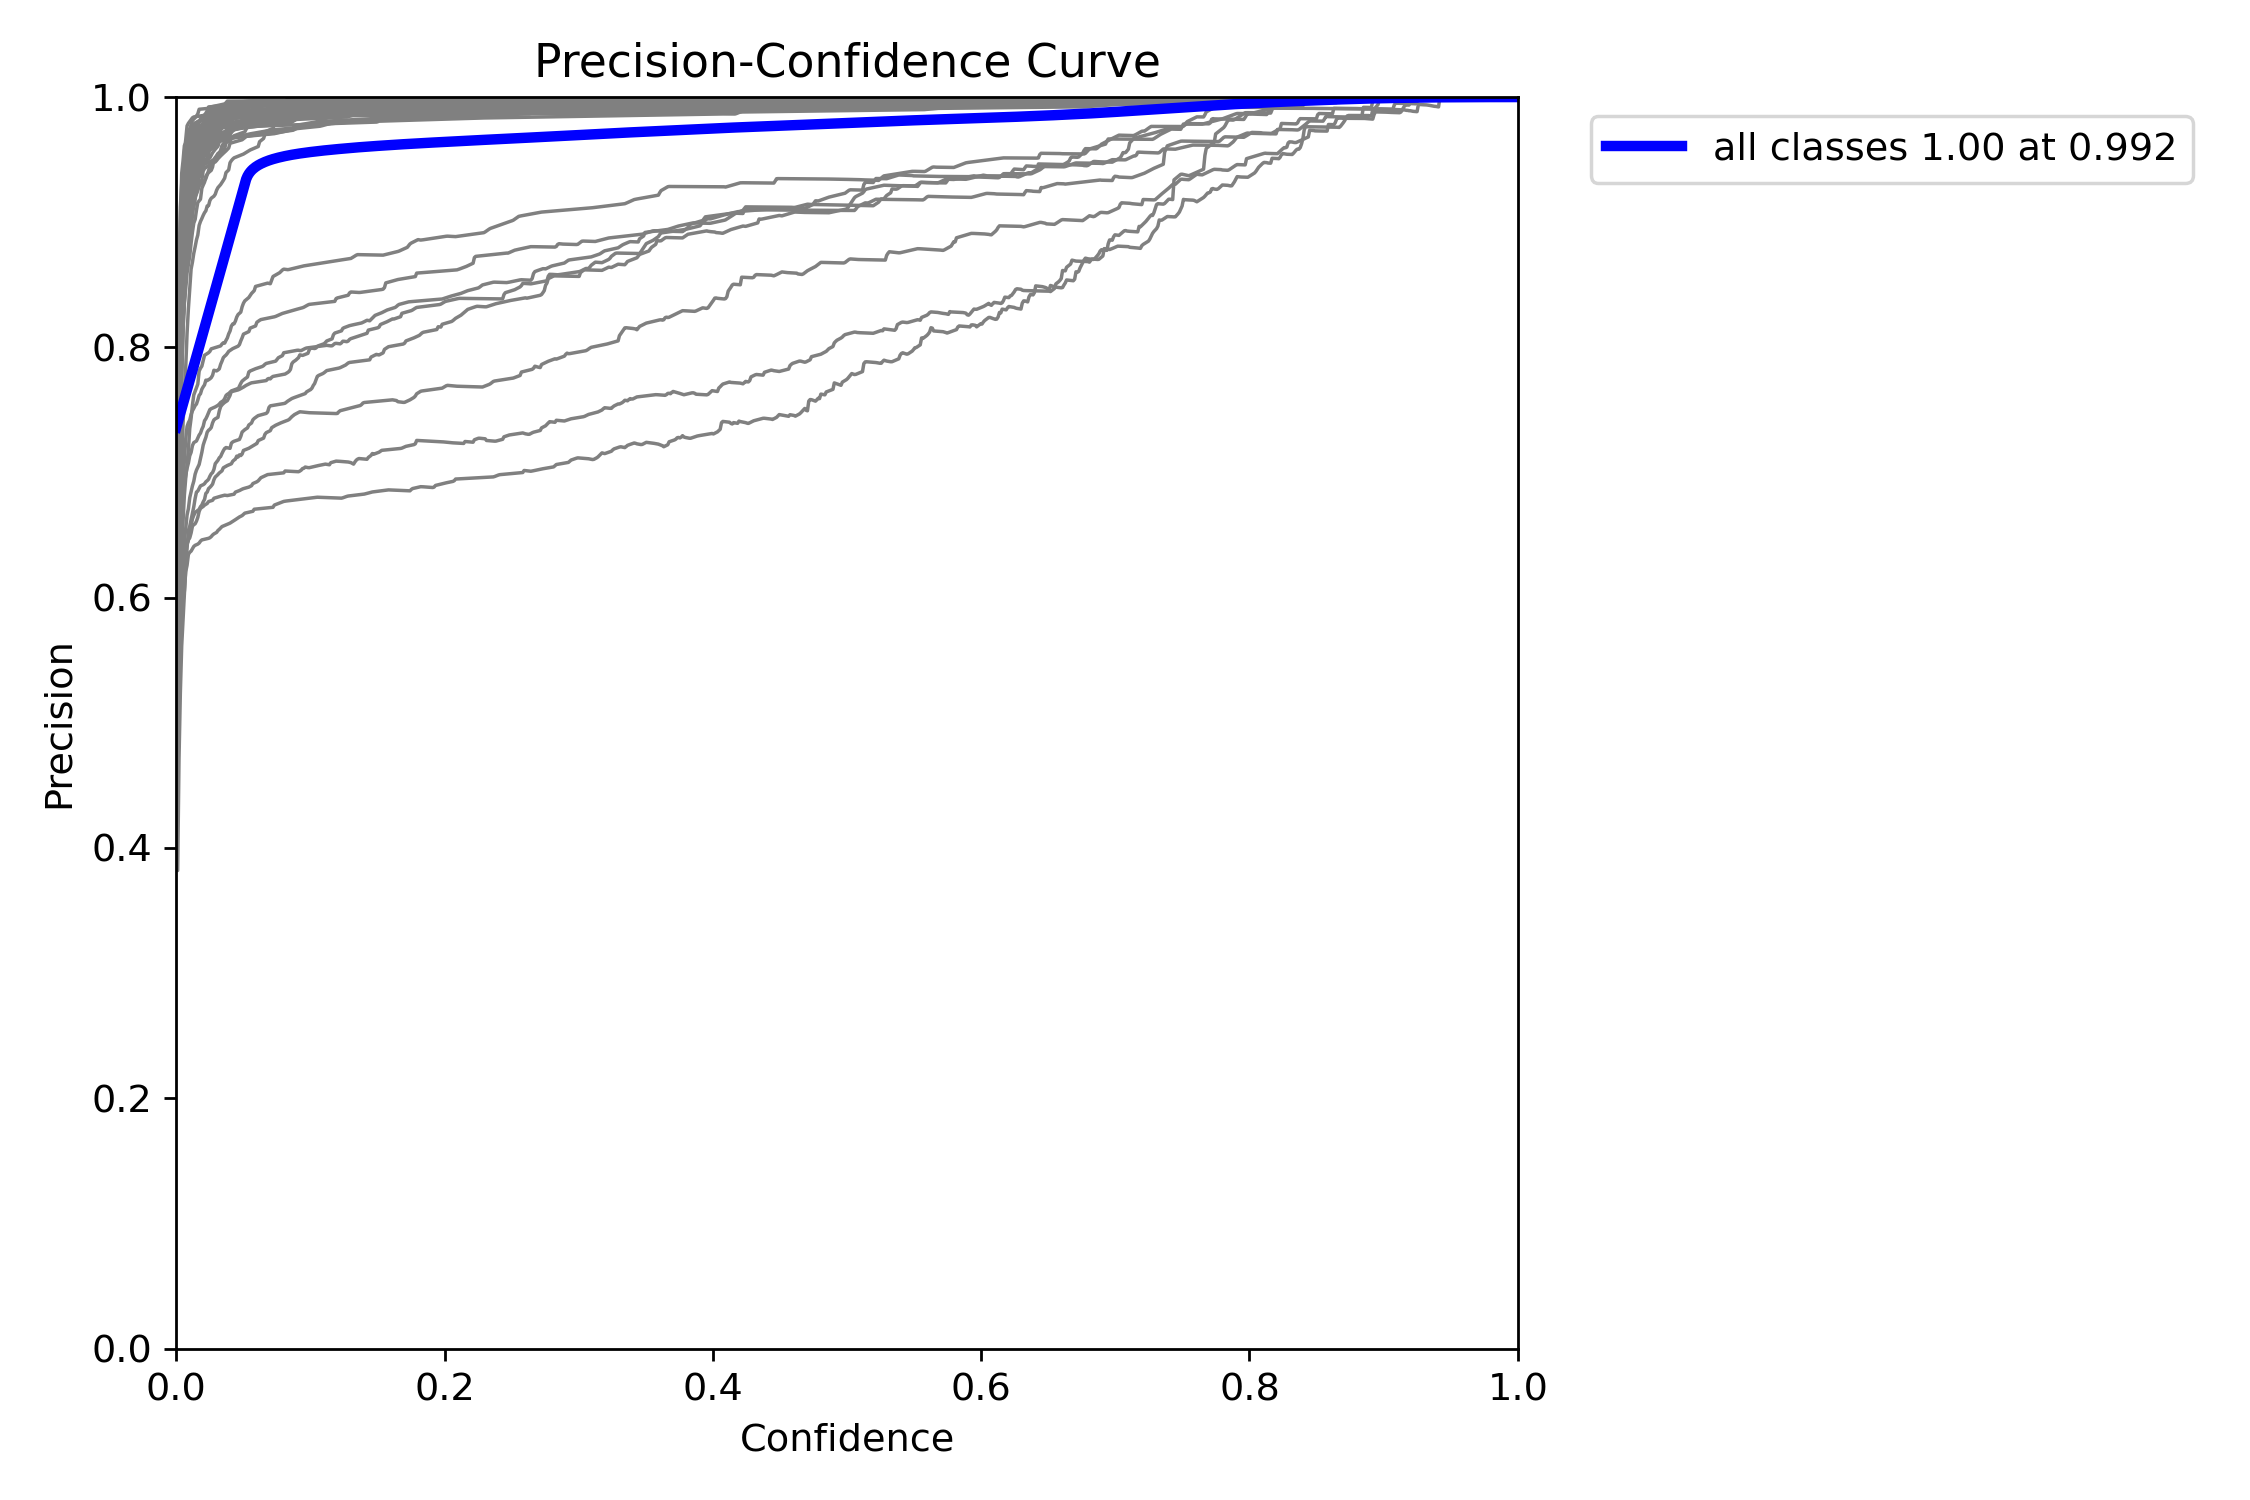 Precision-Confidence Curve
1.0
0.8
0.6
0.4
0.2
0.0
Precision
0.0 0.2 0.4 0.6 0.8 1.0
Confidence
all classes 1.00 at 0.992